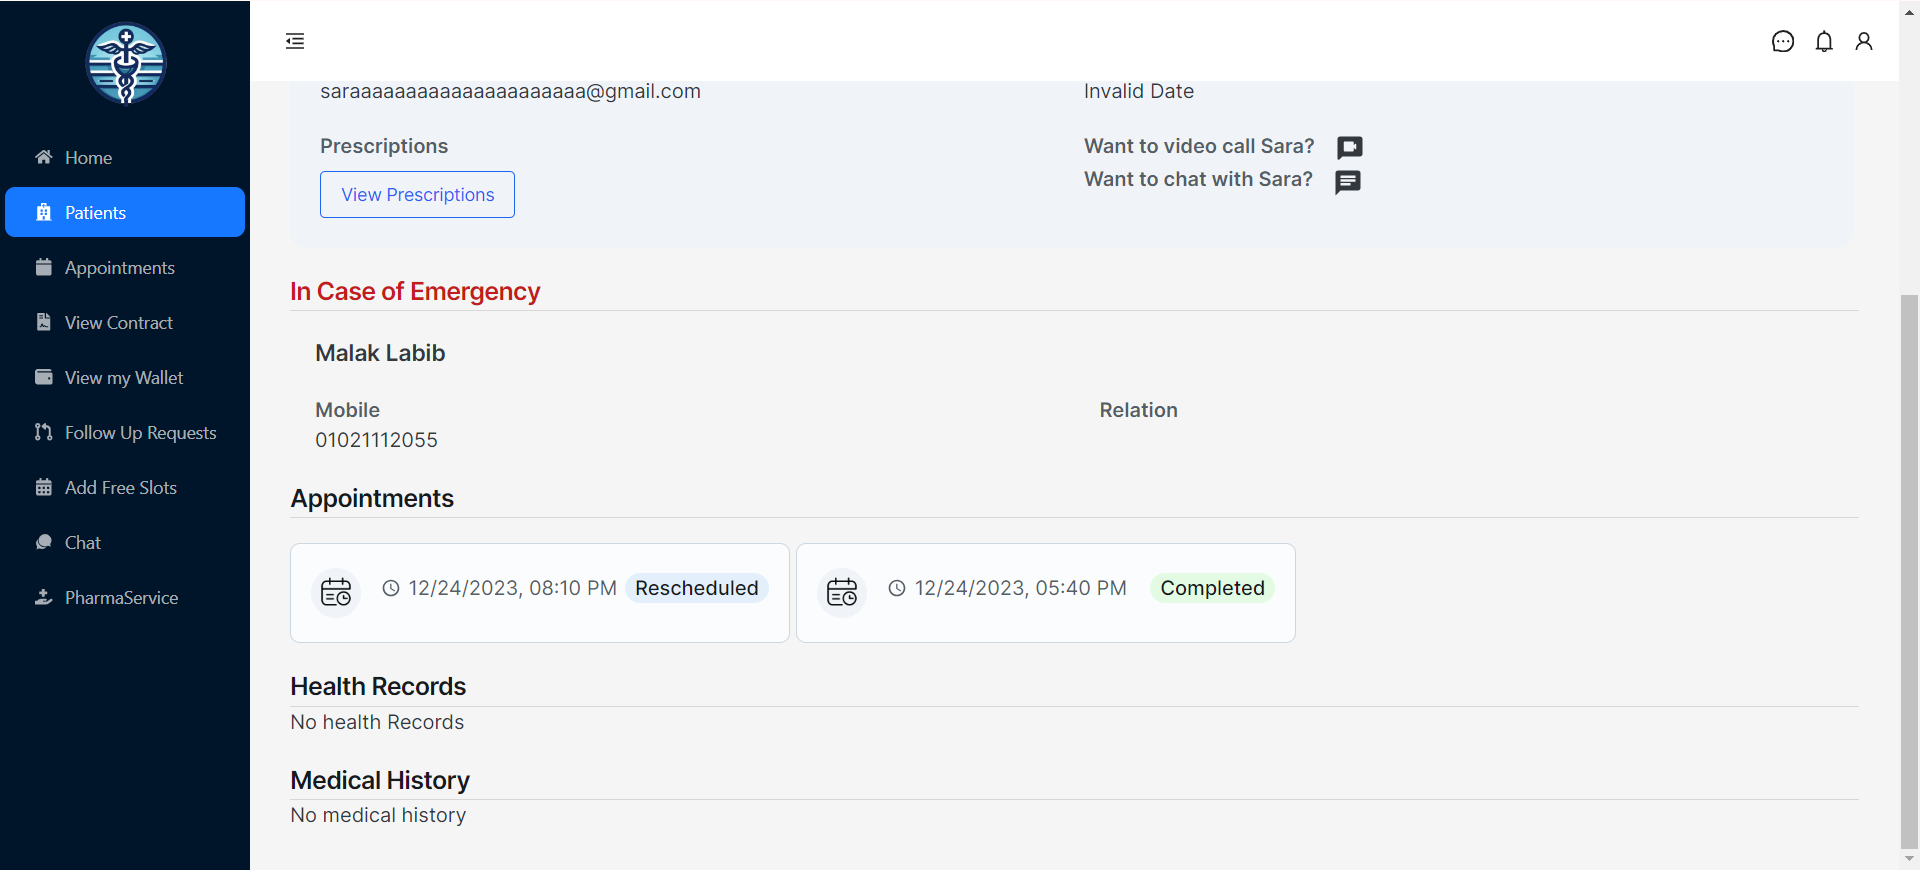 Home
Patients
Appointments
View Contract
View my Wallet
Follow Up Requests
Add Free Slots
Chat
PharmaService
saraaaaaaaaaaaaaaaaaaaaa@gmail.com
Invalid Date
Prescriptions
View Prescriptions
Want to video call Sara?
Want to chat with Sara?
In Case of Emergency
Malak Labib
Mobile
01021112055
Relation
Appointments
12/24/2023, 08:10 PM Rescheduled
12/24/2023, 05:40 PM Completed
Health Records
No health Records
Medical History
No medical history